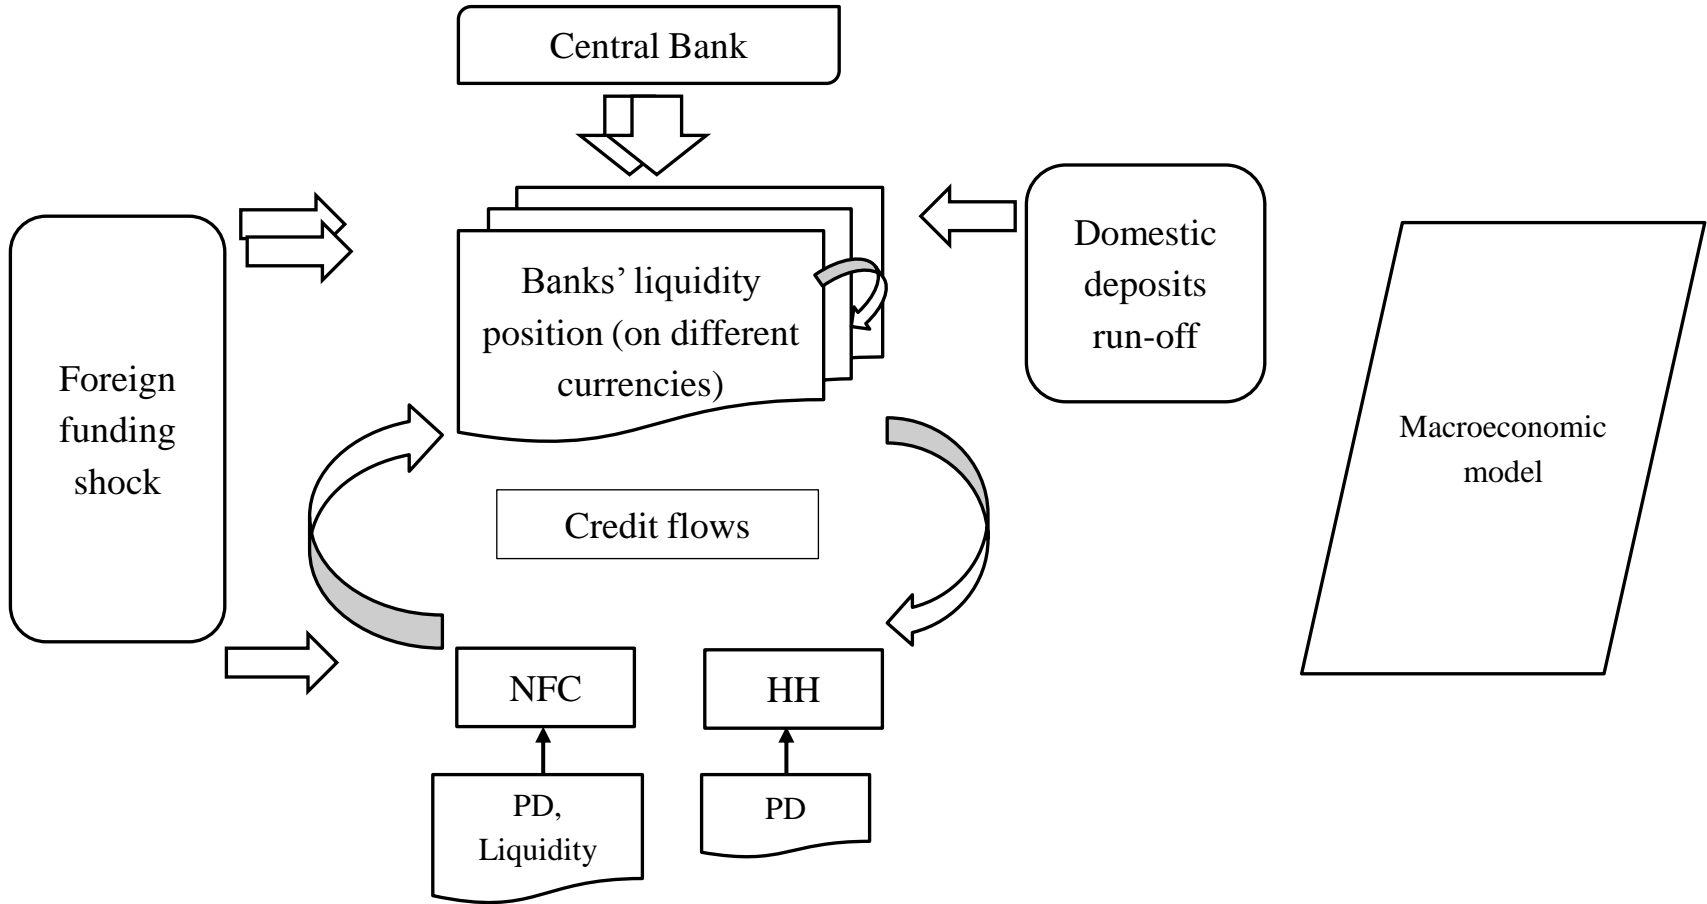 Central Bank
Foreign
funding
shock
Banks’ liquidity
position (on different
currencies)
Domestic
deposits
run-off
Macroeconomic
model
Credit flows
NFC
HH
PD,
Liquidity
PD